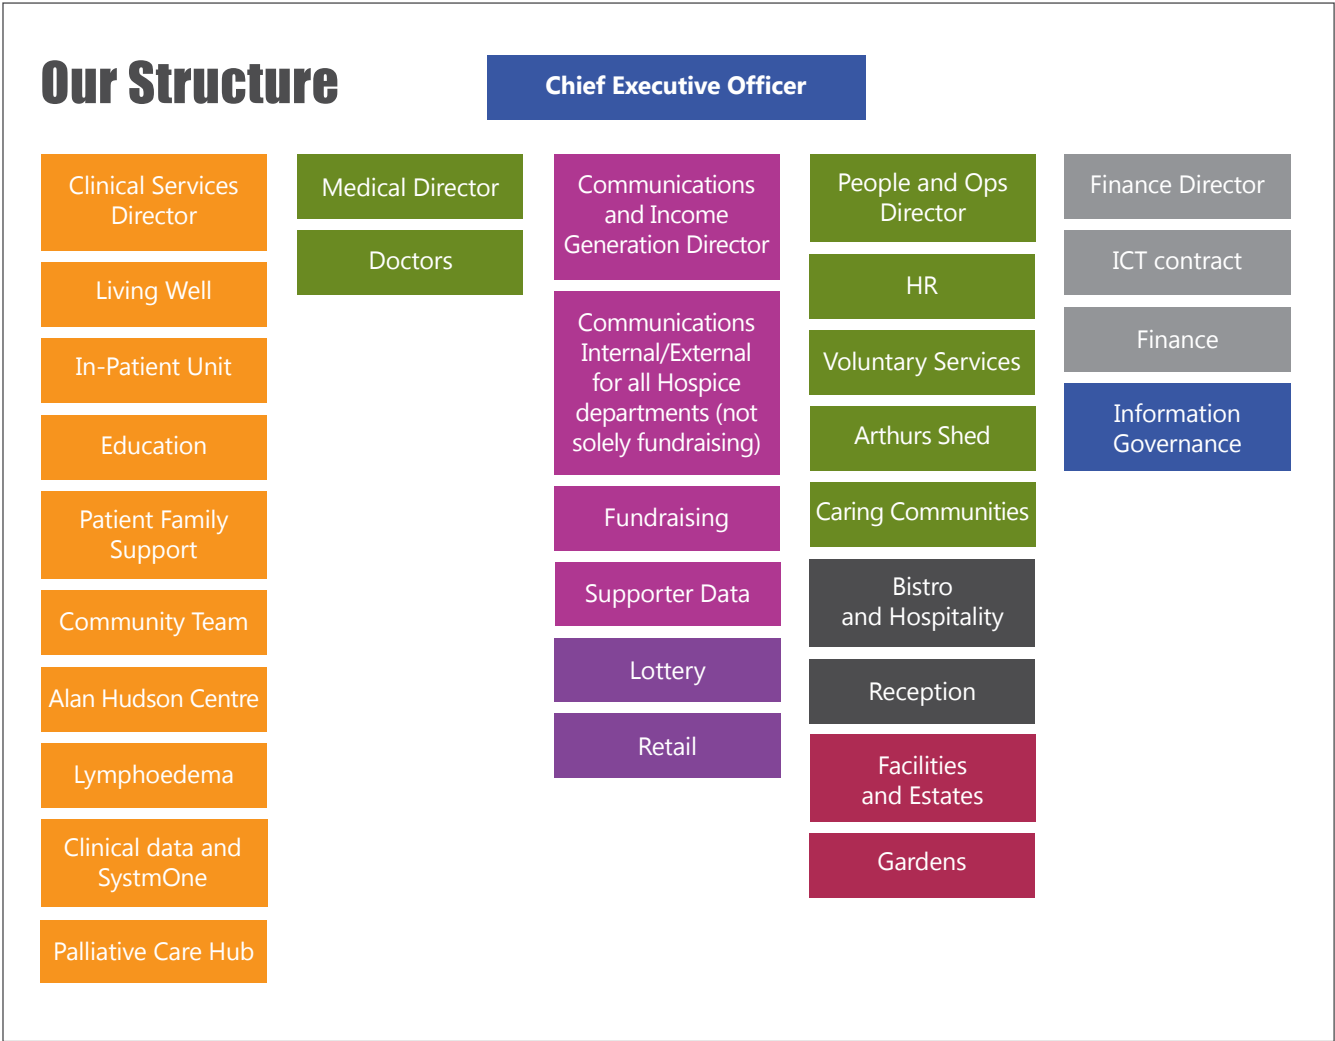 Our Structure
Chief Executive Officer
Clinical Services
Director
Living Well
In-Patient Unit
Education
Patient Family
Support
Community Team
Alan Hudson Centre
Lymphoedema
Clinical data and
SystmOne
Palliative Care Hub
Medical Director
Doctors
Communications
and Income
Generation Director
Communications
Internal/External
for all Hospice
departments (not
solely fundraising)
Fundraising
Supporter Data
Lottery
Retail
People and Ops
Director
HR
Voluntary Services
Arthurs Shed
Caring Communities
Bistro
and Hospitality
Reception
Facilities
and Estates
Gardens
Finance Director
ICT contract
Finance
Information
Governance